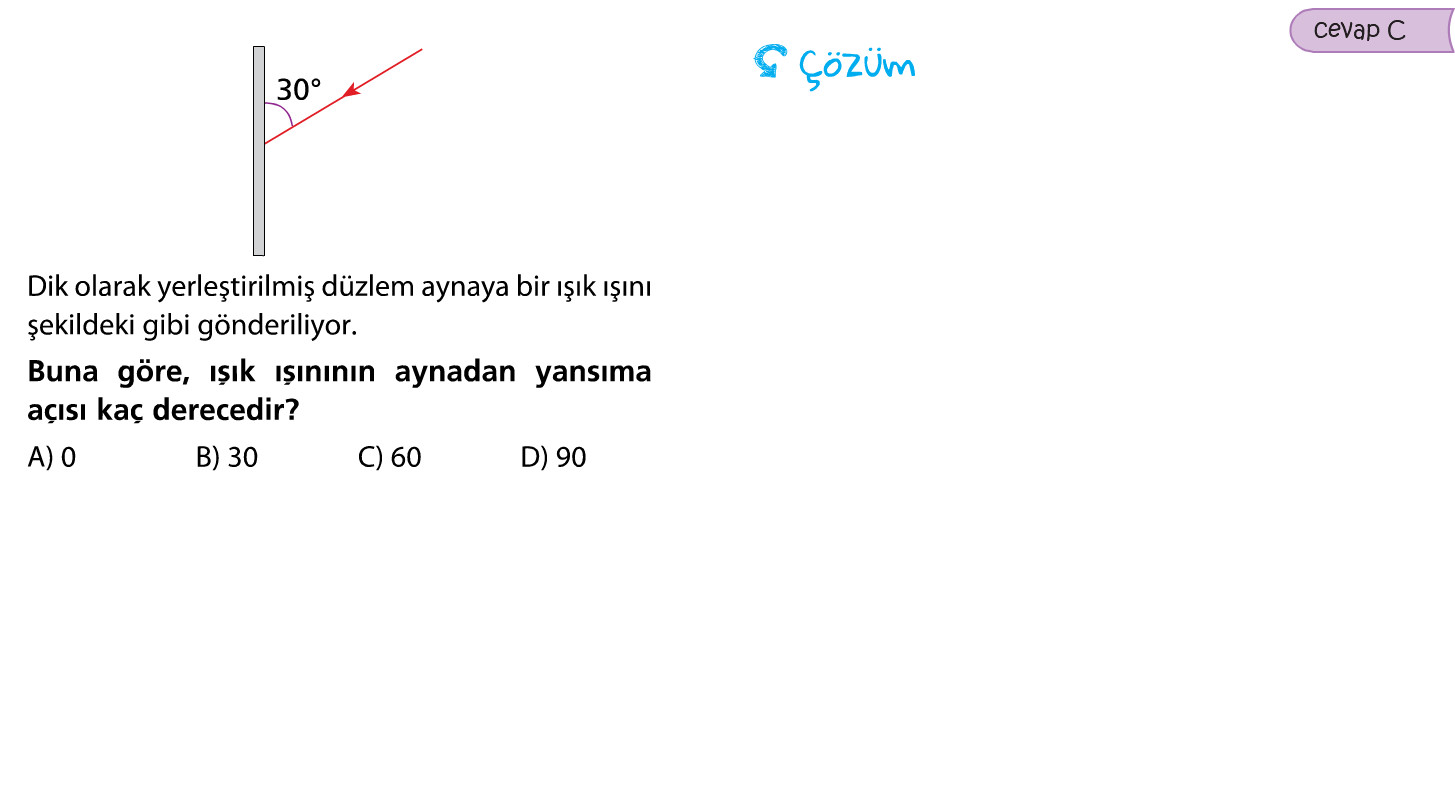 30°
Dik olarak yerleştirilmiş düzlem aynaya bir ışık ışını
şekildeki gibi gönderiliyor.
Buna göre, ışık ışınının aynadan yansıma
açısı kaç derecedir?
A) 0 B) 30 C) 60 D) 90
Çözüm
cevap C